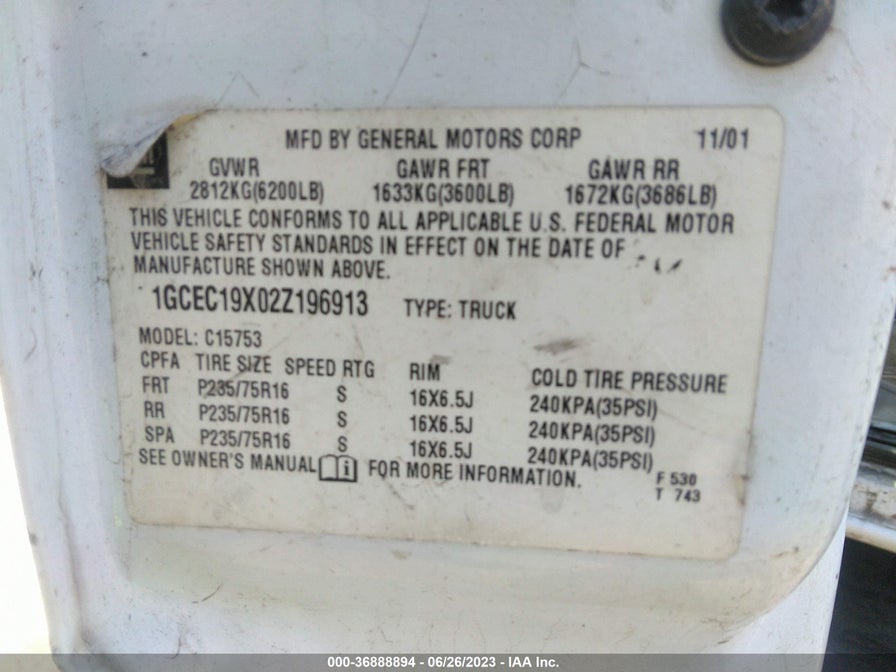 MFD BY GENERAL MOTORS CORP 11/01
GVWR GAWR FRT GAWR RR
2812KG(6200LB) 1633KG(3600LB) 1672KG(3686LB)
THIS VEHICLE CONFORMS TO ALL APPLICABLE U.S. FEDERAL MOTOR
VEHICLE SAFETY STANDARDS IN EFFECT ON THE DATE OF
MANUFACTURE SHOWN ABOVE.
1GCEC19X02Z196913 TYPE: TRUCK
MODEL: C15753
CPFA TIRE SIZE SPEED RTG RIM COLD TIRE PRESSURE
FRT P235/75R16 S 16X6.5J 240KPA(35PSI)
RR P235/75R16 S 16X6.5J 240KPA(35PSI)
SPA P235/75R16 S 16X6.5J 240KPA(35PSI)
SEE OWNER'S MANUAL i FOR MORE INFORMATION.
F 530
T 743
000-36888894 - 06/26/2023 - IAA Inc.